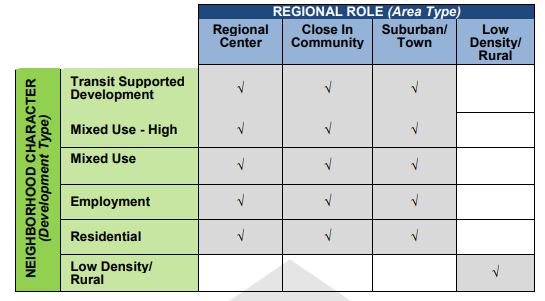 REGIONAL ROLE (Area Type)
Regional Center
Close In Community
Suburban/ Town
Low Density/ Rural
NEIGHBORHOOD CHARACTER
(Development Type)
Transit Supported
Development √ √ √
Mixed Use - High √ √ √
Mixed Use √ √ √
Employment √ √ √
Residential √ √ √
Low Density/
Rural √